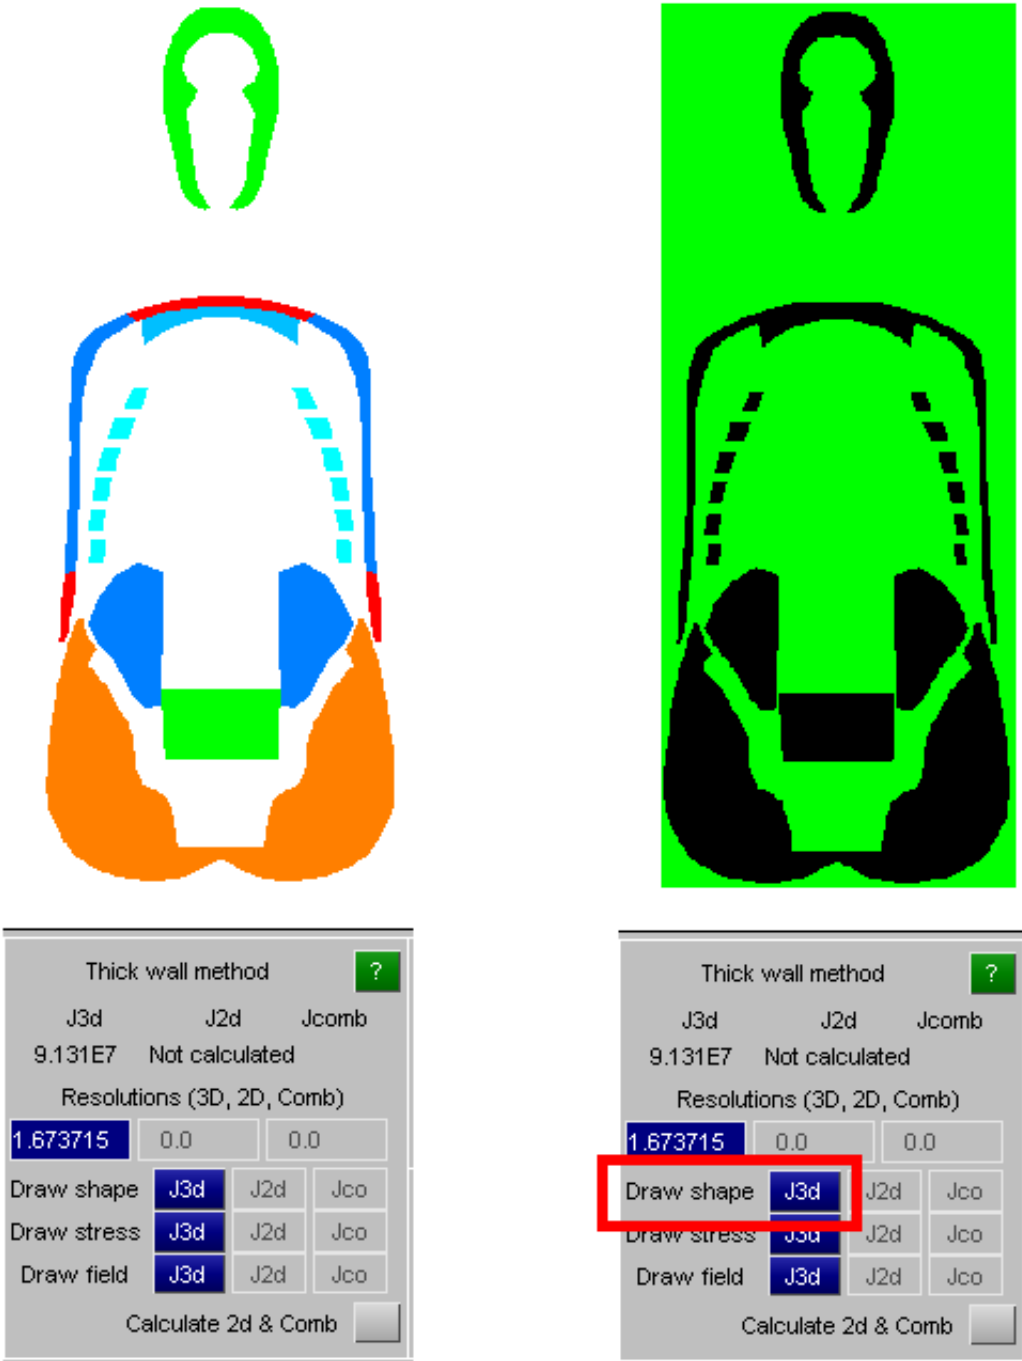 Thick wall method ?
J3d J2d Jcomb
9.131E7 Not calculated
Resolutions (3D, 2D, Comb)
1.673715 0.0 0.0
Draw shape J3d J2d Jco
Draw stress J3d J2d Jco
Draw field J3d J2d Jco
Calculate 2d & Comb
Thick wall method ?
J3d J2d Jcomb
9.131E7 Not calculated
Resolutions (3D, 2D, Comb)
1.673715 0.0 0.0
Draw shape J3d J2d Jco
Draw stress J3d J2d Jco
Draw field J3d J2d Jco
Calculate 2d & Comb